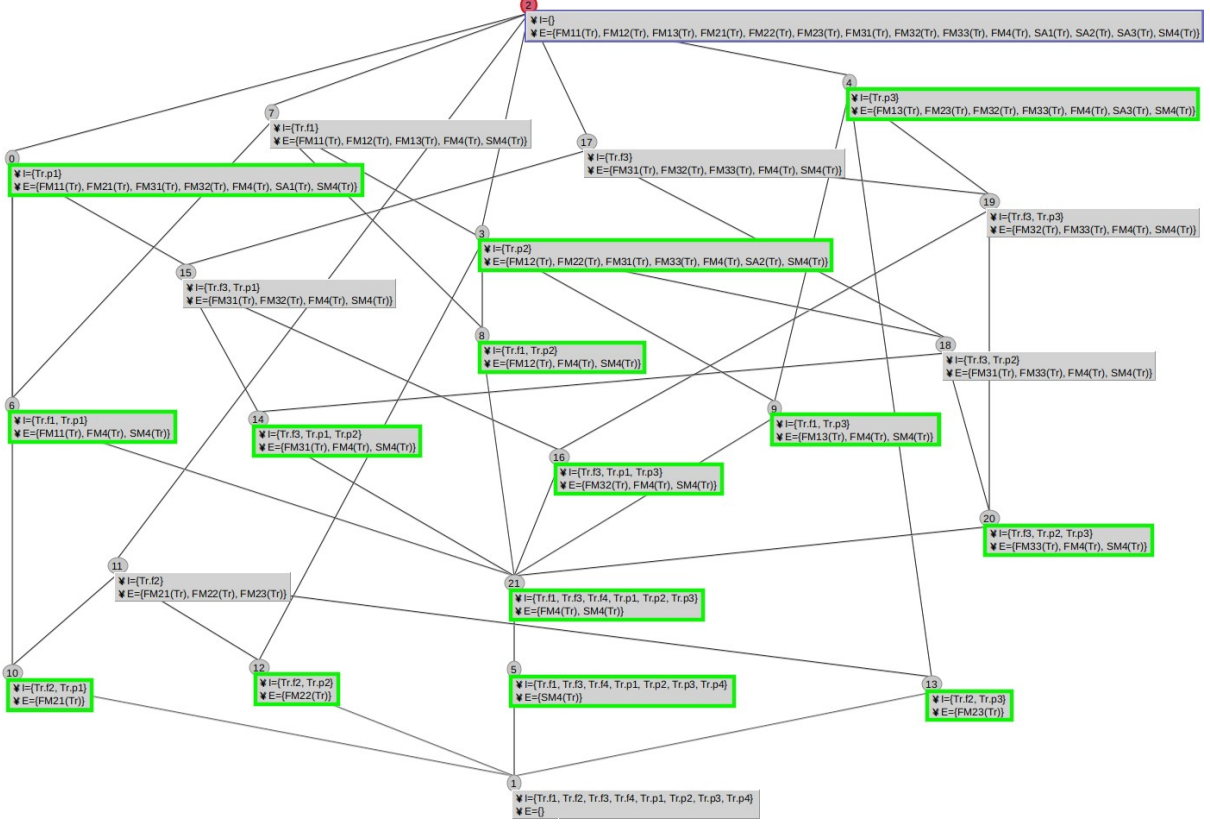 2
¥ I={}
¥ E={FM11(Tr), FM12(Tr), FM13(Tr), FM21(Tr), FM22(Tr), FM23(Tr), FM31(Tr), FM32(Tr), FM33(Tr), FM4(Tr), SA1(Tr), SA2(Tr), SA3(Tr), SM4(Tr)}
4
¥ I={Tr.p3}
¥ E={FM13(Tr), FM23(Tr), FM32(Tr), FM33(Tr), FM4(Tr), SA3(Tr), SM4(Tr)}
7
¥ I={Tr.f1}
¥ E={FM11(Tr), FM12(Tr), FM13(Tr), FM4(Tr), SM4(Tr)}
17
¥ I={Tr.f3}
¥ E={FM31(Tr), FM32(Tr), FM33(Tr), FM4(Tr), SM4(Tr)}
0
¥ I={Tr.p1}
¥ E={FM11(Tr), FM21(Tr), FM31(Tr), FM32(Tr), FM4(Tr), SA1(Tr), SM4(Tr)}
19
¥ I={Tr.f3, Tr.p3}
¥ E={FM32(Tr), FM33(Tr), FM4(Tr), SM4(Tr)}
3
¥ I={Tr.p2}
¥ E={FM12(Tr), FM22(Tr), FM31(Tr), FM33(Tr), FM4(Tr), SA2(Tr), SM4(Tr)}
15
¥ I={Tr.f3, Tr.p1}
¥ E={FM31(Tr), FM32(Tr), FM4(Tr), SM4(Tr)}
8
¥ I={Tr.f1, Tr.p2}
¥ E={FM12(Tr), FM4(Tr), SM4(Tr)}
18
¥ I={Tr.f3, Tr.p2}
¥ E={FM31(Tr), FM33(Tr), FM4(Tr), SM4(Tr)}
6
¥ I={Tr.f1, Tr.p1}
¥ E={FM11(Tr), FM4(Tr), SM4(Tr)}
14
¥ I={Tr.f3, Tr.p1, Tr.p2}
¥ E={FM31(Tr), FM4(Tr), SM4(Tr)}
9
¥ I={Tr.f1, Tr.p3}
¥ E={FM13(Tr), FM4(Tr), SM4(Tr)}
16
¥ I={Tr.f3, Tr.p1, Tr.p3}
¥ E={FM32(Tr), FM4(Tr), SM4(Tr)}
20
¥ I={Tr.f3, Tr.p2, Tr.p3}
¥ E={FM33(Tr), FM4(Tr), SM4(Tr)}
11
¥ I={Tr.f2}
¥ E={FM21(Tr), FM22(Tr), FM23(Tr)}
21
¥ I={Tr.f1, Tr.f3, Tr.f4, Tr.p1, Tr.p2, Tr.p3}
¥ E={FM4(Tr), SM4(Tr)}
10
¥ I={Tr.f2, Tr.p1}
¥ E={FM21(Tr)}
12
¥ I={Tr.f2, Tr.p2}
¥ E={FM22(Tr)}
5
¥ I={Tr.f1, Tr.f3, Tr.f4, Tr.p1, Tr.p2, Tr.p3, Tr.p4}
¥ E={SM4(Tr)}
13
¥ I={Tr.f2, Tr.p3}
¥ E={FM23(Tr)}
1
¥ I={Tr.f1, Tr.f2, Tr.f3, Tr.f4, Tr.p1, Tr.p2, Tr.p3, Tr.p4}
¥ E={}